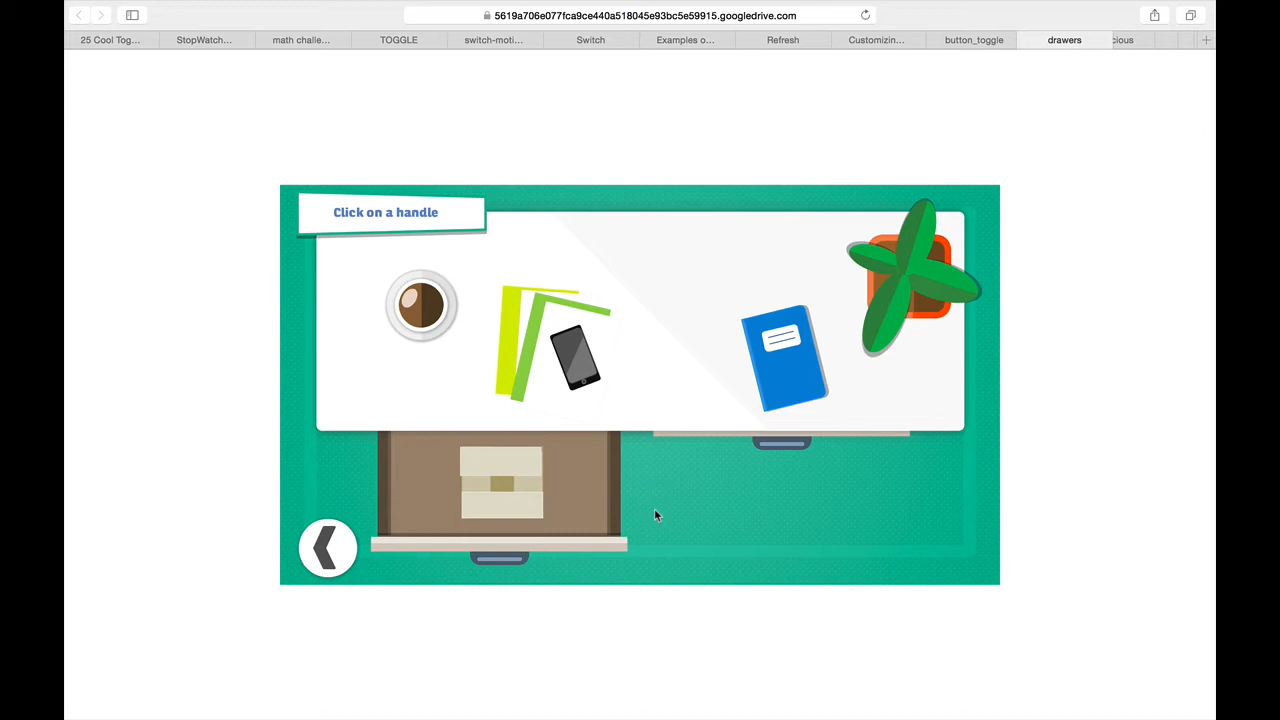 5619a706e077fca9ce440a518045e93bc5e59915.googledrive.com
25 Cool Tog...
StopWatch...
math challe...
TOGGLE
switch-moti...
Switch
Examples o...
Refresh
Customizin...
button_toggle
drawers
cious
Click on a handle